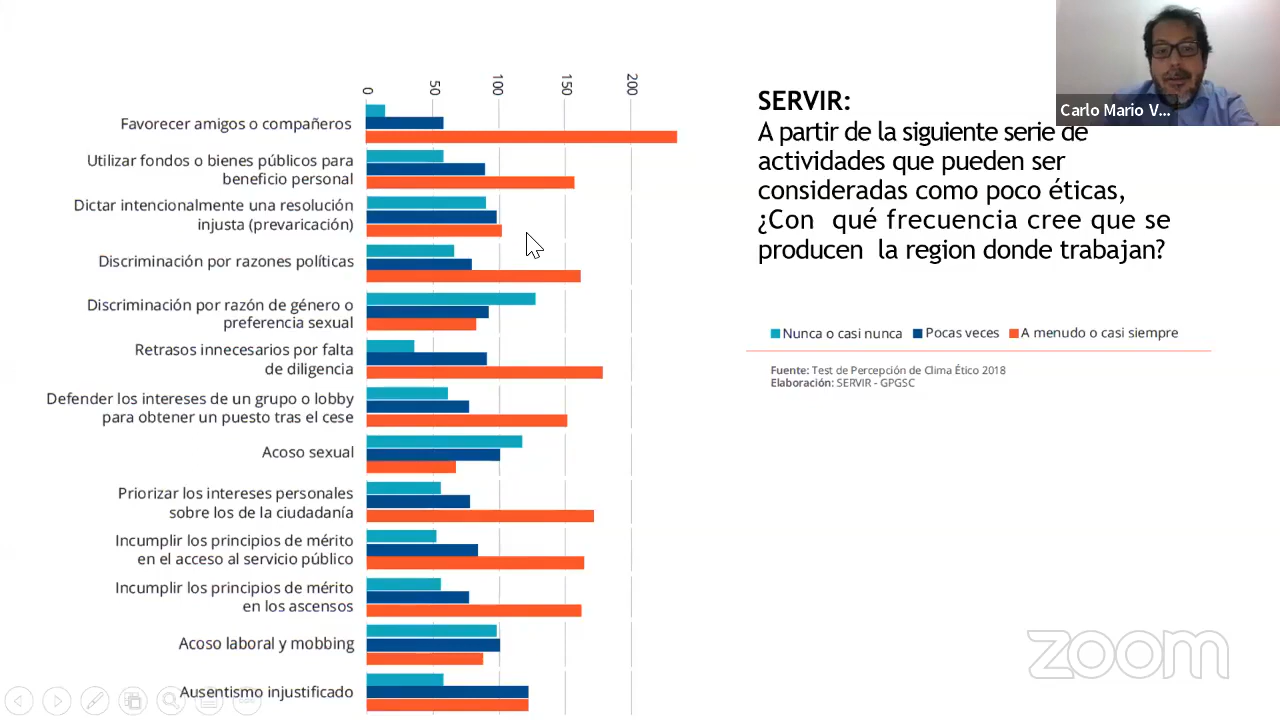 0
50
100
150
200
Favorecer amigos o compañeros
Utilizar fondos o bienes públicos para
beneficio personal
Dictar intencionalmente una resolución
injusta (prevaricación)
Discriminación por razones políticas
Discriminación por razón de género o
preferencia sexual
Retrasos innecesarios por falta
de diligencia
Defender los intereses de un grupo o lobby
para obtener un puesto tras el cese
Acoso sexual
Priorizar los intereses personales
sobre los de la ciudadanía
Incumplir los principios de mérito
en el acceso al servicio público
Incumplir los principios de mérito
en los ascensos
Acoso laboral y mobbing
Ausentismo injustificado
SERVIR:
A partir de la siguiente serie de
actividades que pueden ser
consideradas como poco éticas,
¿Con qué frecuencia cree que se
producen la region donde trabajan?
Nunca o casi nunca
Pocas veces
A menudo o casi siempre
Fuente: Test de Percepción de Clima Ético 2018
Elaboración: SERVIR - GPGSC
Carlo Mario V...
zoom